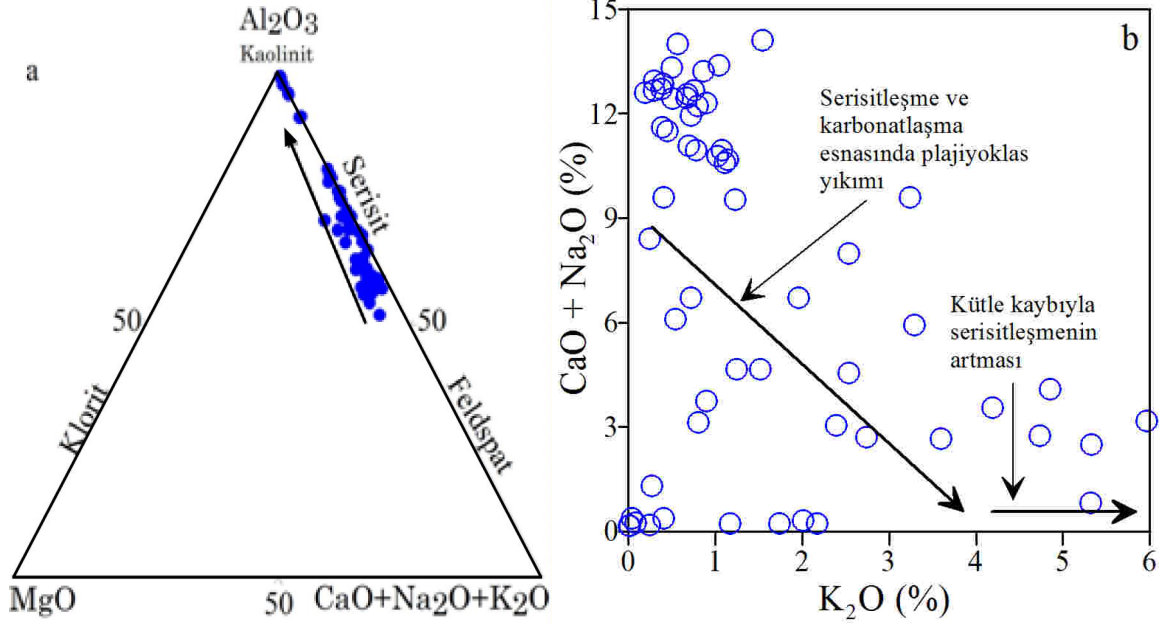 a
Al2O3
Kaolinit
Serisit
50
50
Klorit
Feldspat
MgO
50
CaO+Na2O+K2O
b
15
12
9
6
3
0
CaO + Na2O (%)
Serisitleşme ve
karbonatlaşma
esnasında plajiyoklas
yıkımı
Kütle kaybıyla
serisitleşmenin
artması
0
1
2
3
4
5
6
K2O (%)